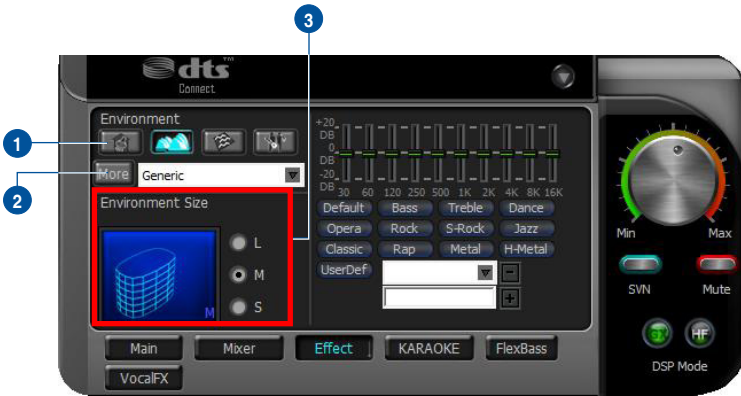 3
dts™
Connect
Environment
1
More Generic
2
Environment Size
L
M
S
M
+20
DB
0
DB
-20
DB
30 60 120 250 500 1K 2K 4K 8K 16K
Default Bass Treble Dance
Opera Rock S-Rock Jazz
Classic Rap Metal H-Metal
UserDef
Min Max
SVN Mute
HF
DSP Mode
Main Mixer Effect KARAOKE FlexBass
VocalFX